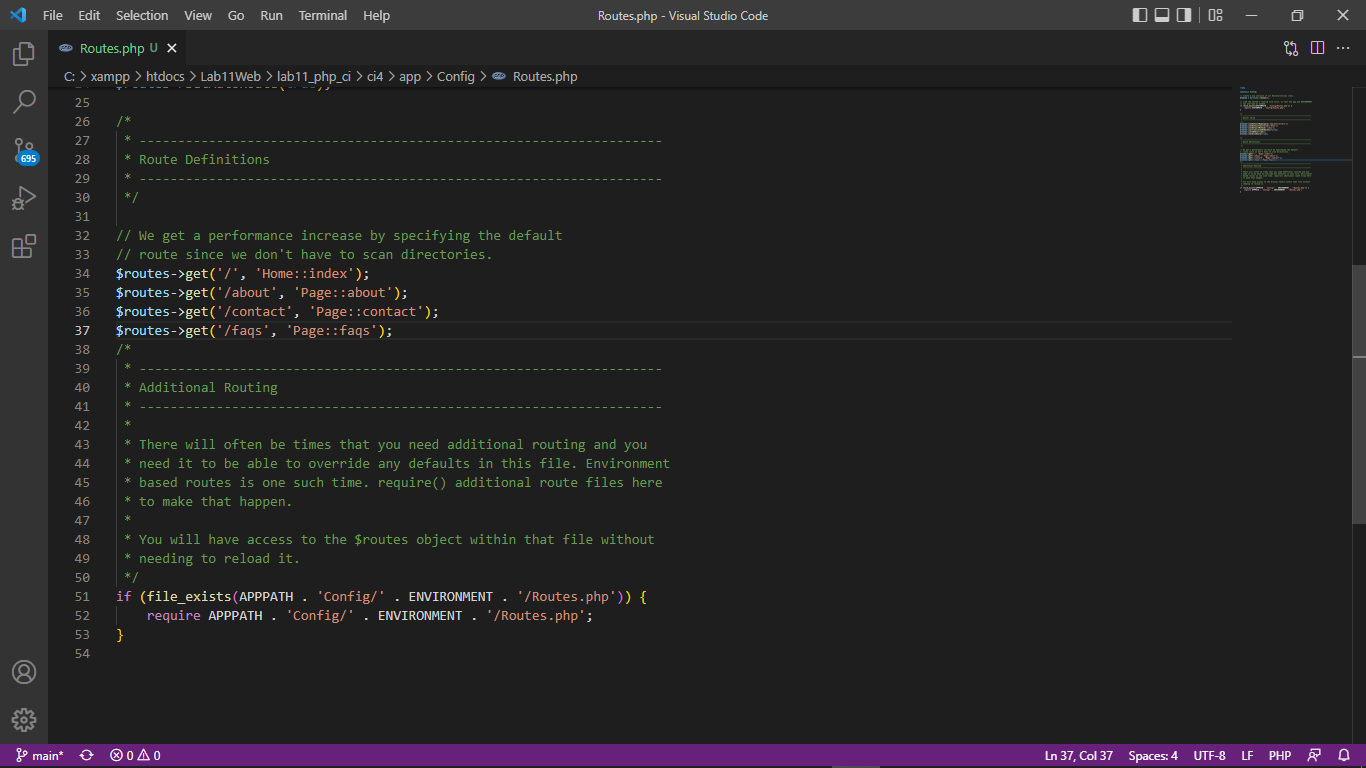 File Edit Selection View Go Run Terminal Help Routes.php - Visual Studio Code
Routes.php U
C: > xampp > htdocs > Lab11Web > lab11_php_ci > ci4 > app > Config > Routes.php
25
26 /*
27 * --------------------------------------------------------------------
28 * Route Definitions
29 * --------------------------------------------------------------------
30 */
31
32 // We get a performance increase by specifying the default
33 // route since we don't have to scan directories.
34 $routes->get('/', 'Home::index');
35 $routes->get('/about', 'Page::about');
36 $routes->get('/contact', 'Page::contact');
37 $routes->get('/faqs', 'Page::faqs');
38 /*
39 * --------------------------------------------------------------------
40 * Additional Routing
41 * --------------------------------------------------------------------
42 *
43 * There will often be times that you need additional routing and you
44 * need it to be able to override any defaults in this file. Environment
45 * based routes is one such time. require() additional route files here
46 * to make that happen.
47 *
48 * You will have access to the $routes object within that file without
49 * needing to reload it.
50 */
51 if (file_exists(APPPATH . 'Config/' . ENVIRONMENT . '/Routes.php')) {
52 require APPPATH . 'Config/' . ENVIRONMENT . '/Routes.php';
53 }
54
695
main* 0 0 Ln 37, Col 37 Spaces: 4 UTF-8 LF PHP